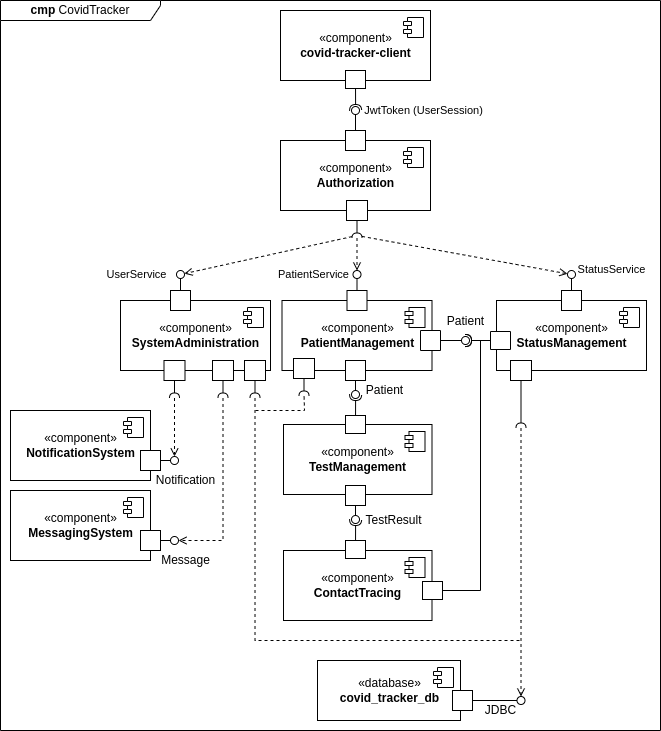 cmp CovidTracker
«component»
covid-tracker-client
JwtToken (UserSession)
«component»
Authorization
UserService
PatientService
StatusService
«component»
SystemAdministration
«component»
PatientManagement
Patient
«component»
StatusManagement
Patient
«component»
NotificationSystem
Notification
«component»
TestManagement
«component»
MessagingSystem
Message
TestResult
«component»
ContactTracing
«database»
covid_tracker_db
JDBC